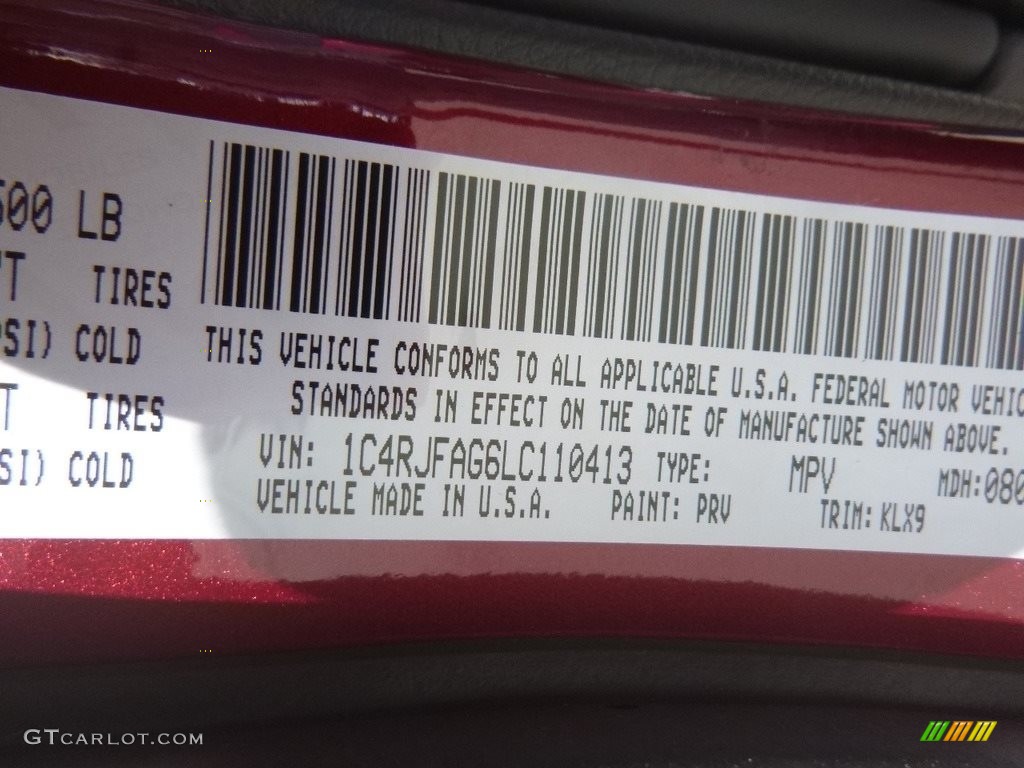 500 LB
TIRES
SI) COLD
TIRES
SI) COLD
THIS VEHICLE CONFORMS TO ALL APPLICABLE U.S.A. FEDERAL MOTOR VEHIC
STANDARDS IN EFFECT ON THE DATE OF MANUFACTURE SHOWN ABOVE.
VIN: 1C4RJFAG6LC110413 TYPE: MPV MDH:080
VEHICLE MADE IN U.S.A. PAINT: PRV TRIM: KLX9
GTCARLOT.COM